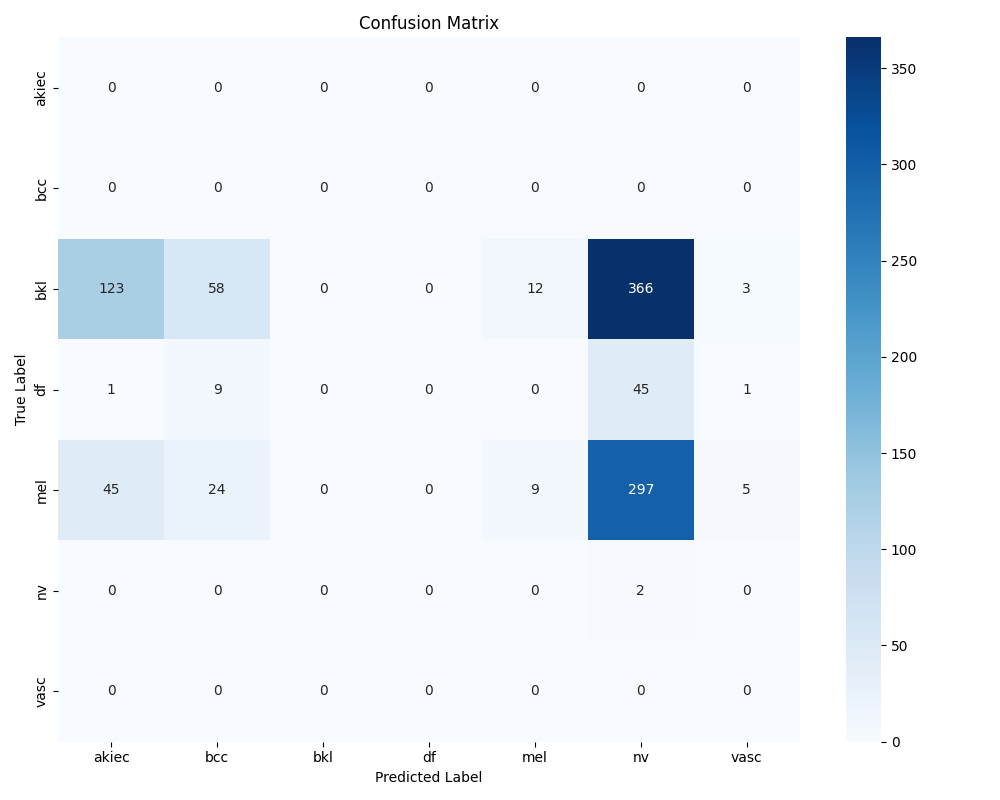 Confusion Matrix
akiec 0 0 0 0 0 0 0
bcc 0 0 0 0 0 0 0
bkl 123 58 0 0 12 366 3
df 1 9 0 0 0 45 1
mel 45 24 0 0 9 297 5
nv 0 0 0 0 0 2 0
vasc 0 0 0 0 0 0 0
akiec bcc bkl df mel nv vasc
Predicted Label
True Label
350
300
250
200
150
100
50
0